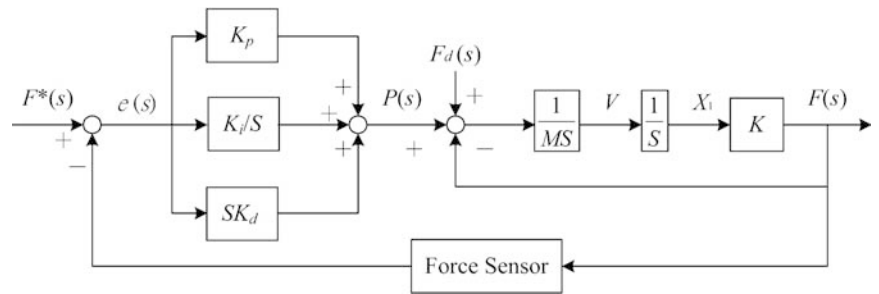 K_p
F_d(s)
F*(s)
e(s)
P(s)
V
X_1
F(s)
+
+
+
+
+
+
−
−
K_i/S
1/MS
1/S
K
SK_d
Force Sensor